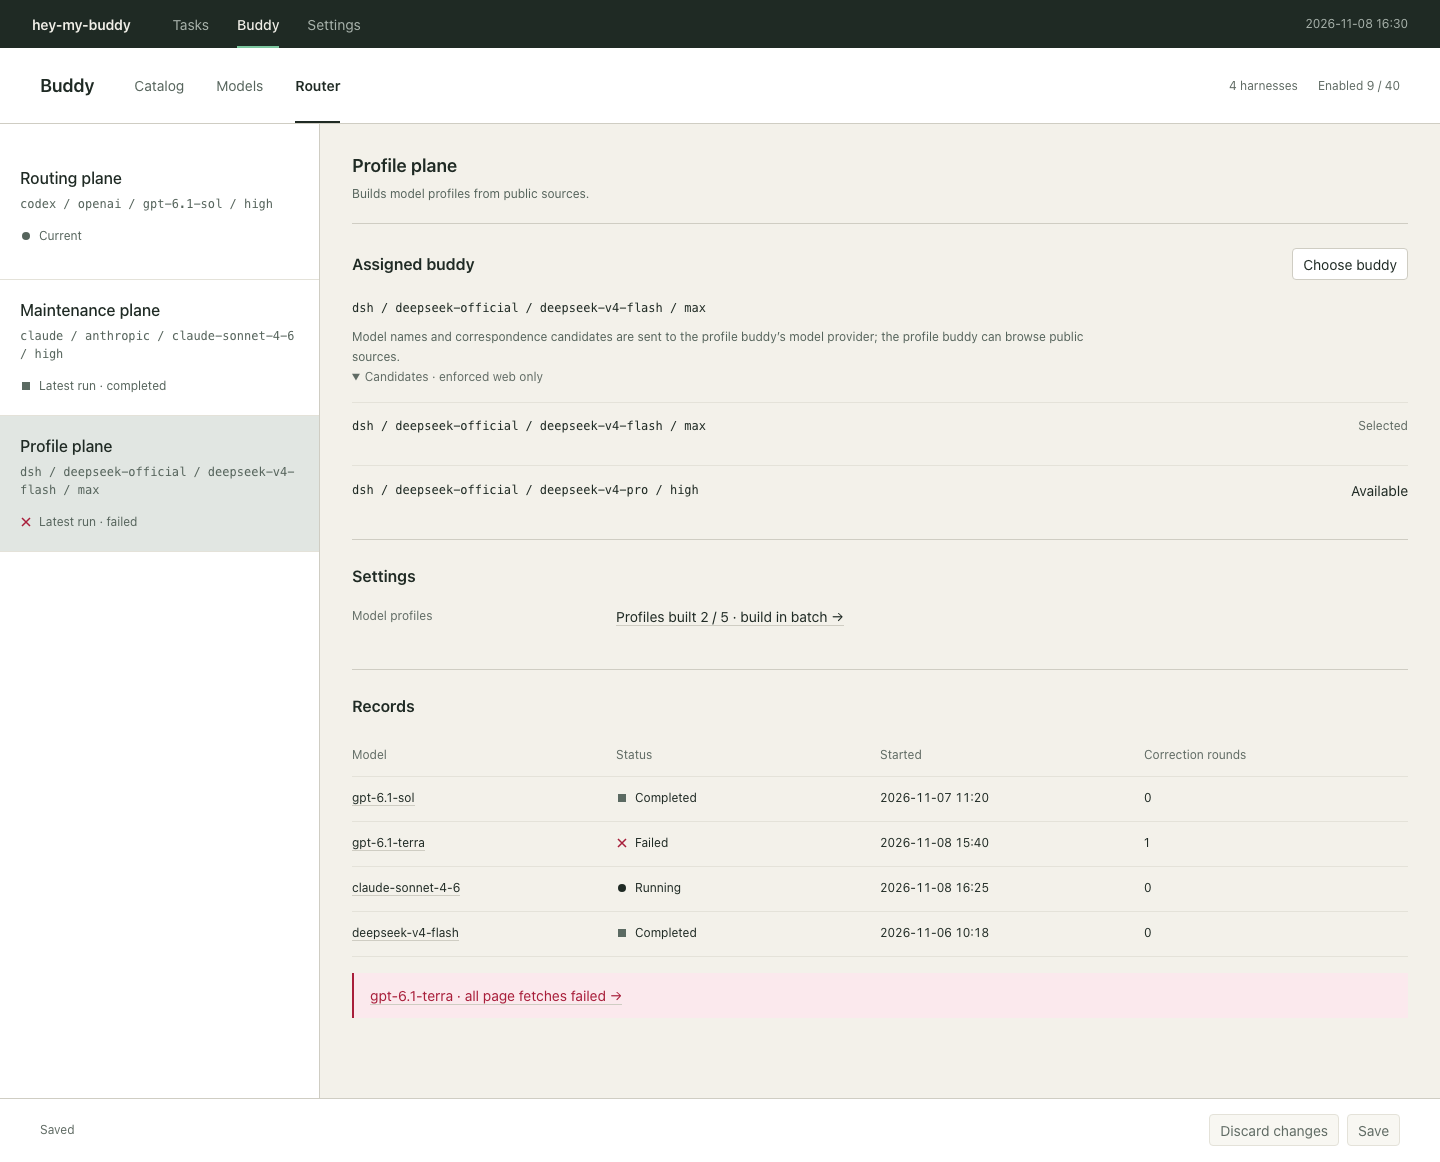 hey-my-buddy
Tasks
Buddy
Settings
2026-11-08 16:30
Buddy
Catalog
Models
Router
4 harnesses
Enabled 9 / 40
Routing plane
codex / openai / gpt-6.1-sol / high
Current
Maintenance plane
claude / anthropic / claude-sonnet-4-6
/ high
Latest run · completed
Profile plane
dsh / deepseek-official / deepseek-v4-
flash / max
Latest run · failed
Profile plane
Builds model profiles from public sources.
Assigned buddy
Choose buddy
dsh / deepseek-official / deepseek-v4-flash / max
Model names and correspondence candidates are sent to the profile buddy's model provider; the profile buddy can browse public
sources.
▼ Candidates · enforced web only
dsh / deepseek-official / deepseek-v4-flash / max
Selected
dsh / deepseek-official / deepseek-v4-pro / high
Available
Settings
Model profiles
Profiles built 2 / 5 · build in batch →
Records
Model
Status
Started
Correction rounds
gpt-6.1-sol
Completed
2026-11-07 11:20
0
gpt-6.1-terra
Failed
2026-11-08 15:40
1
claude-sonnet-4-6
Running
2026-11-08 16:25
0
deepseek-v4-flash
Completed
2026-11-06 10:18
0
gpt-6.1-terra · all page fetches failed →
Saved
Discard changes
Save